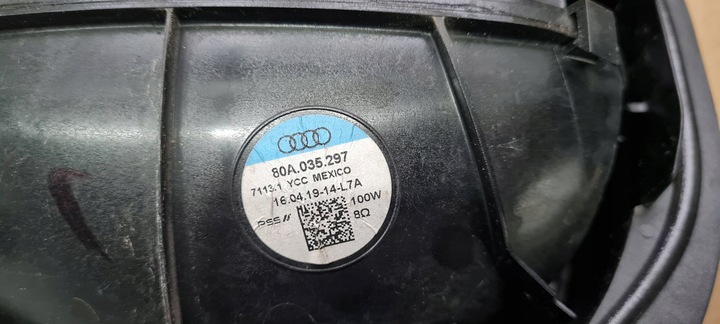 80A.035.297
7113.1 YCC MEXICO
16.04.19-14-L7A
PSS 100W
8Ω